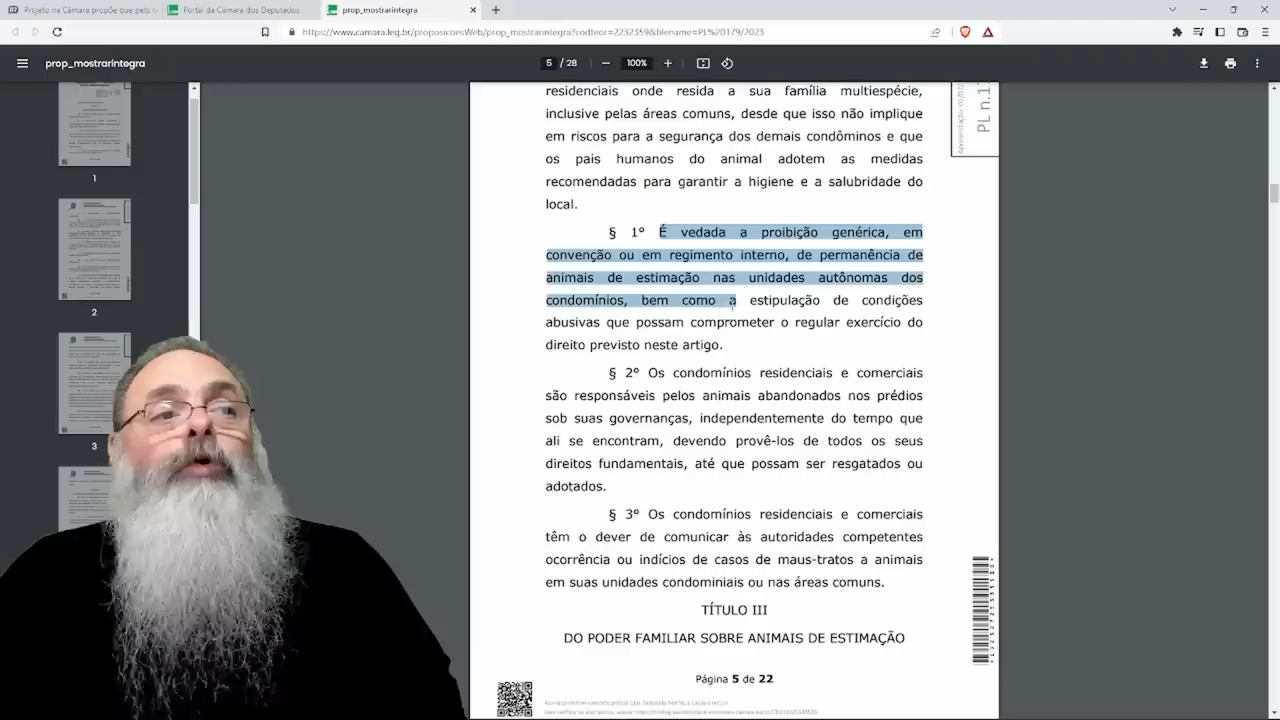 Projeto na Câmara propõe que pets
Portal da Câmara dos Deputados
prop_mostrarintegra
https://www.camara.leg.br/proposicoesWeb/prop_mostrarintegra?codteor=2232359&filename=PL%20179/2023
prop_mostrarintegra
5 / 28
100%
residenciais onde resida a sua família multiespécie,
inclusive pelas áreas comuns, desde que isso não implique
em riscos para a segurança dos demais condôminos e que
os pais humanos do animal adotem as medidas
recomendadas para garantir a higiene e a salubridade do
local.
§ 1º É vedada a proibição genérica, em
convenção ou em regimento interno, de permanência de
animais de estimação nas unidades autônomas dos
condomínios, bem como a estipulação de condições
abusivas que possam comprometer o regular exercício do
direito previsto neste artigo.
§ 2º Os condomínios residenciais e comerciais
são responsáveis pelos animais abandonados nos prédios
sob suas governanças, independentemente do tempo que
ali se encontram, devendo provê-los de todos os seus
direitos fundamentais, até que possam ser resgatados ou
adotados.
§ 3º Os condomínios residenciais e comerciais
têm o dever de comunicar às autoridades competentes
ocorrência ou indícios de casos de maus-tratos a animais
em suas unidades condominiais ou nas áreas comuns.
TÍTULO III
DO PODER FAMILIAR SOBRE ANIMAIS DE ESTIMAÇÃO
Página 5 de 22
PL n.1
1
2
3